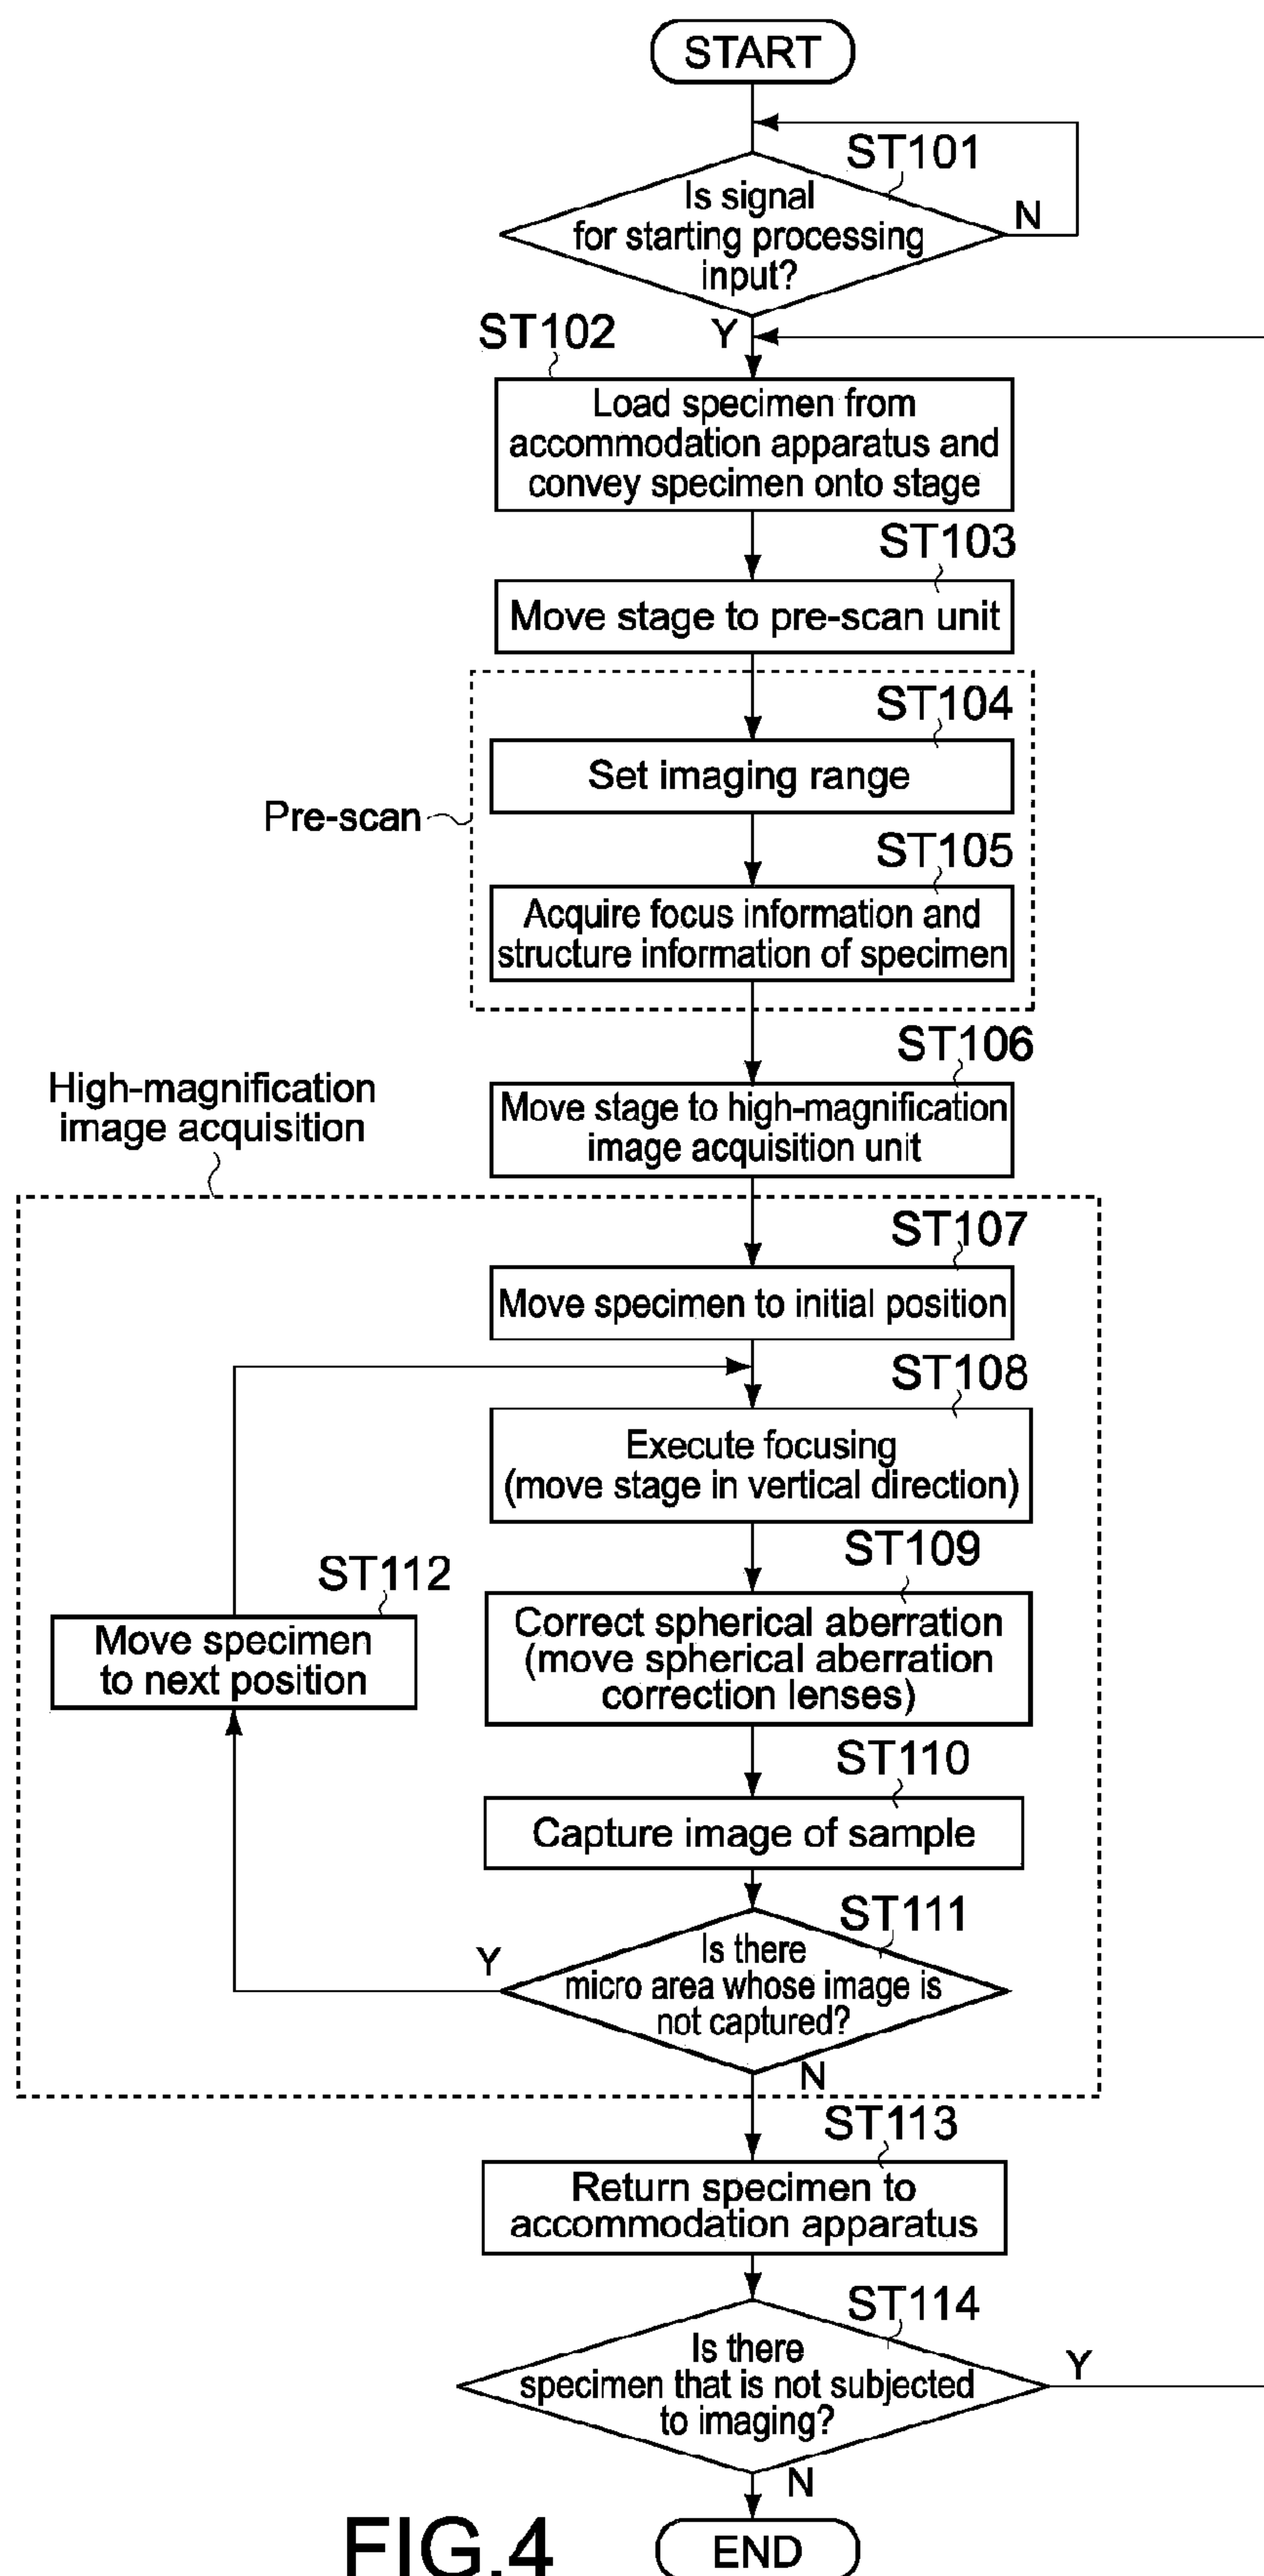 START
ST101
Is signal
for starting processing
input?
N
Y
ST102
Load specimen from
accommodation apparatus and
convey specimen onto stage
ST103
Move stage to pre-scan unit
ST104
Set imaging range
Pre-scan
ST105
Acquire focus information and
structure information of specimen
ST106
Move stage to high-magnification
image acquisition unit
High-magnification
image acquisition
ST107
Move specimen to initial position
ST108
Execute focusing
(move stage in vertical direction)
ST109
Correct spherical aberration
(move spherical aberration
correction lenses)
ST112
Move specimen
to next position
ST110
Capture image of sample
ST111
Is there
micro area whose image is
not captured?
Y
N
ST113
Return specimen to
accommodation apparatus
ST114
Is there
specimen that is not subjected
to imaging?
Y
N
END
FIG.4